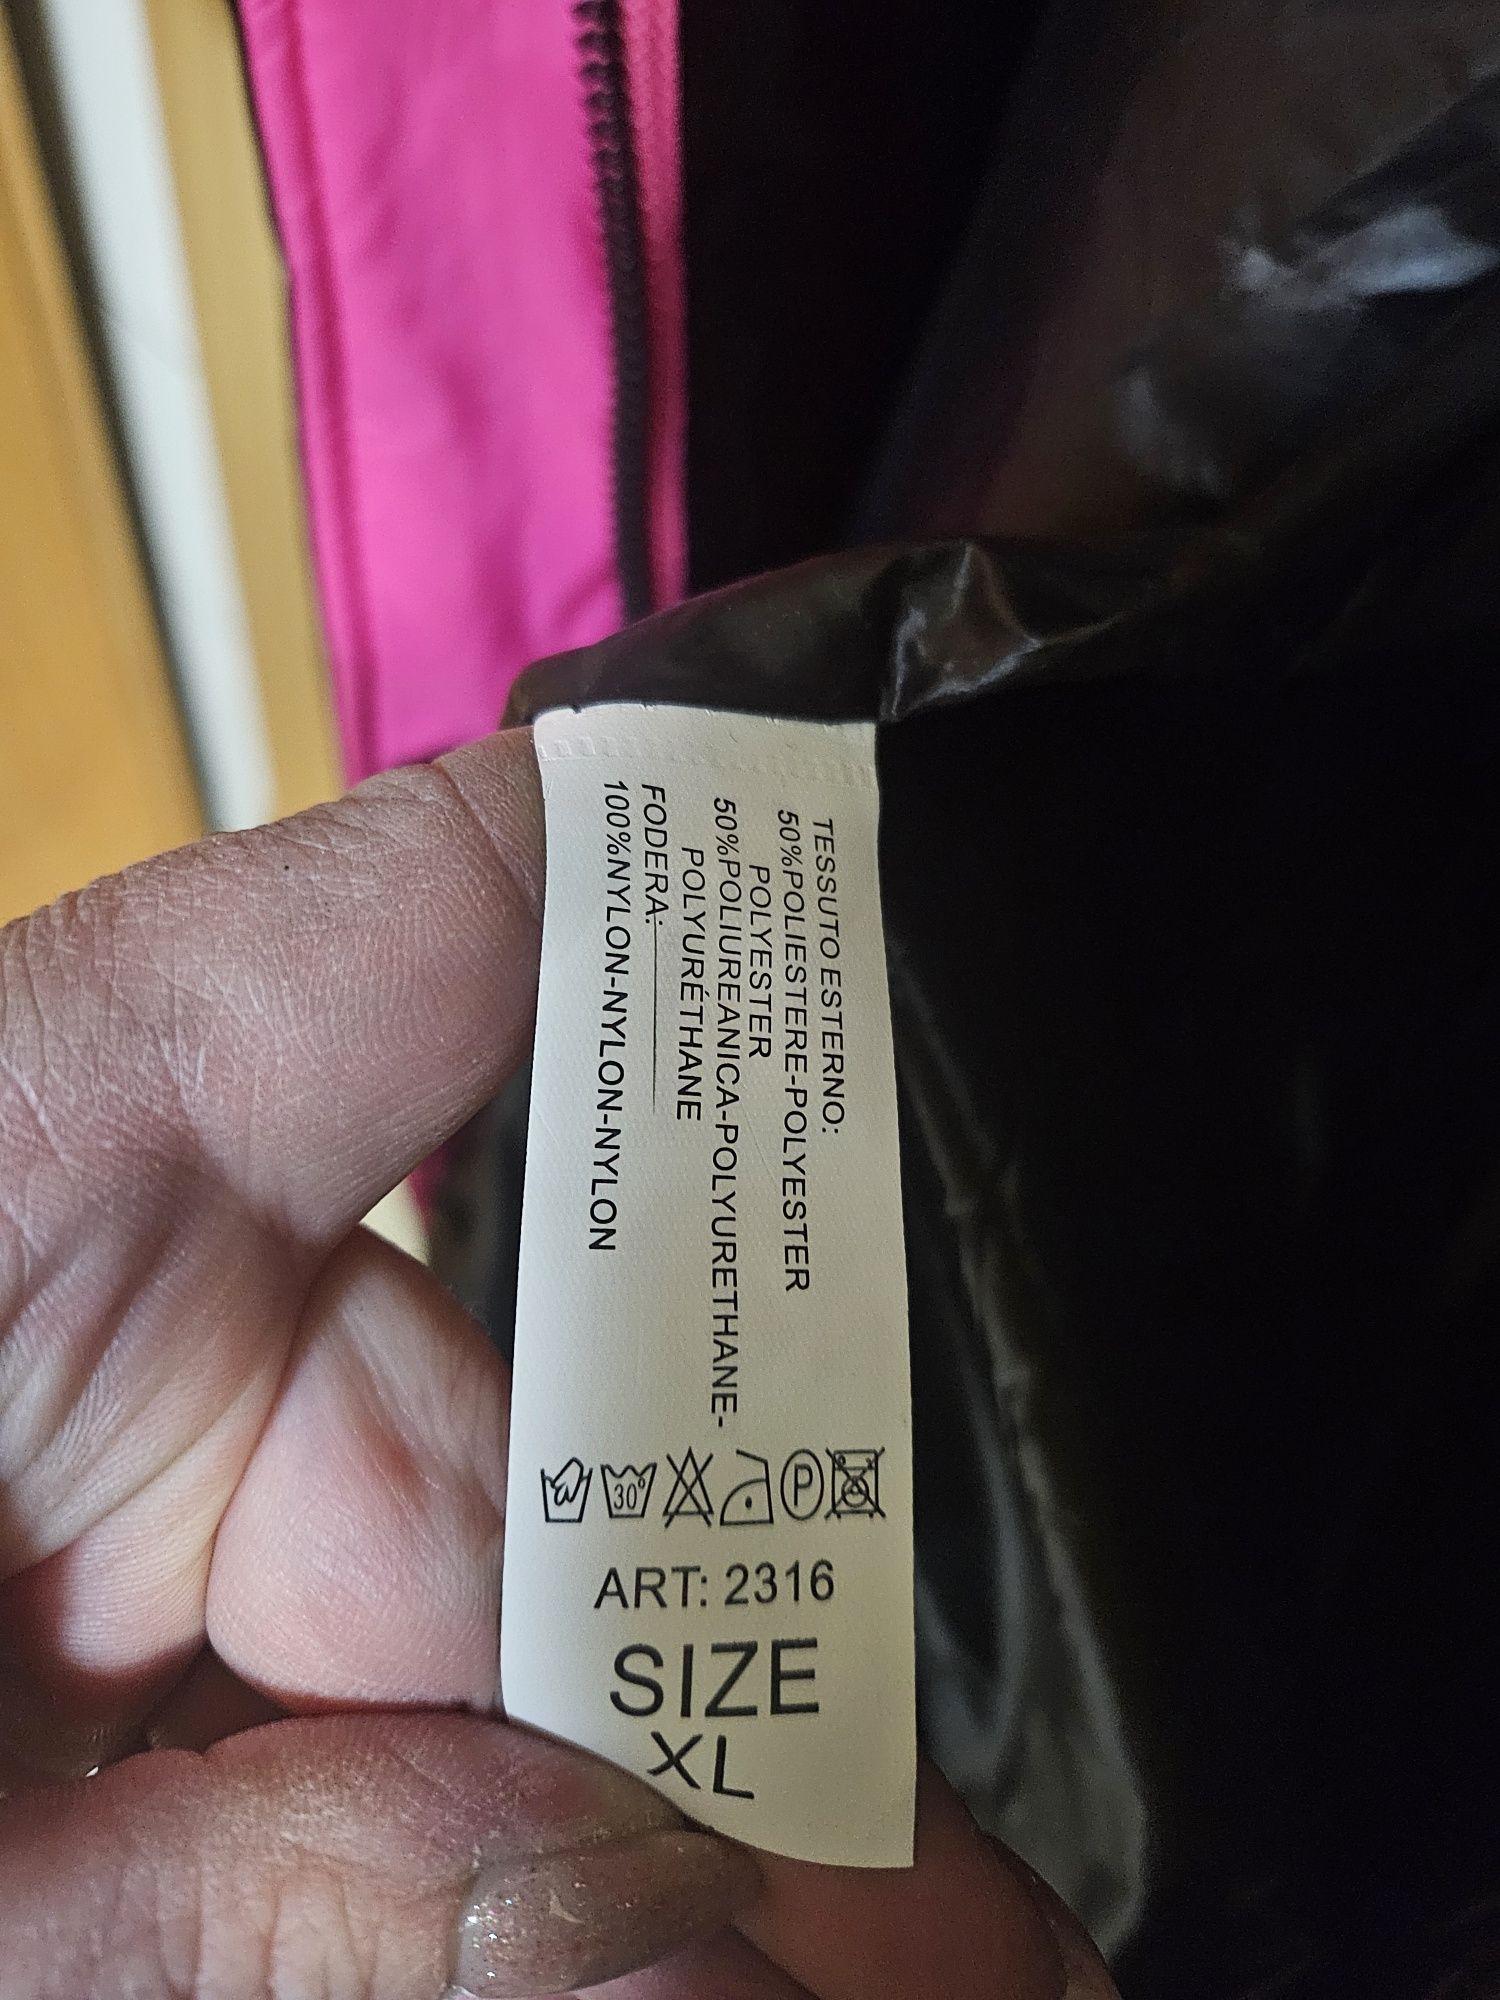 TESSUTO ESTERNO:
50%POLIESTERE-POLYESTER
POLYESTER
50%POLIUREANICA-POLYURETHANE-
POLYURÉTHANE
FODERA:
100%NYLON-NYLON-NYLON
30°
P
ART: 2316
SIZE
XL